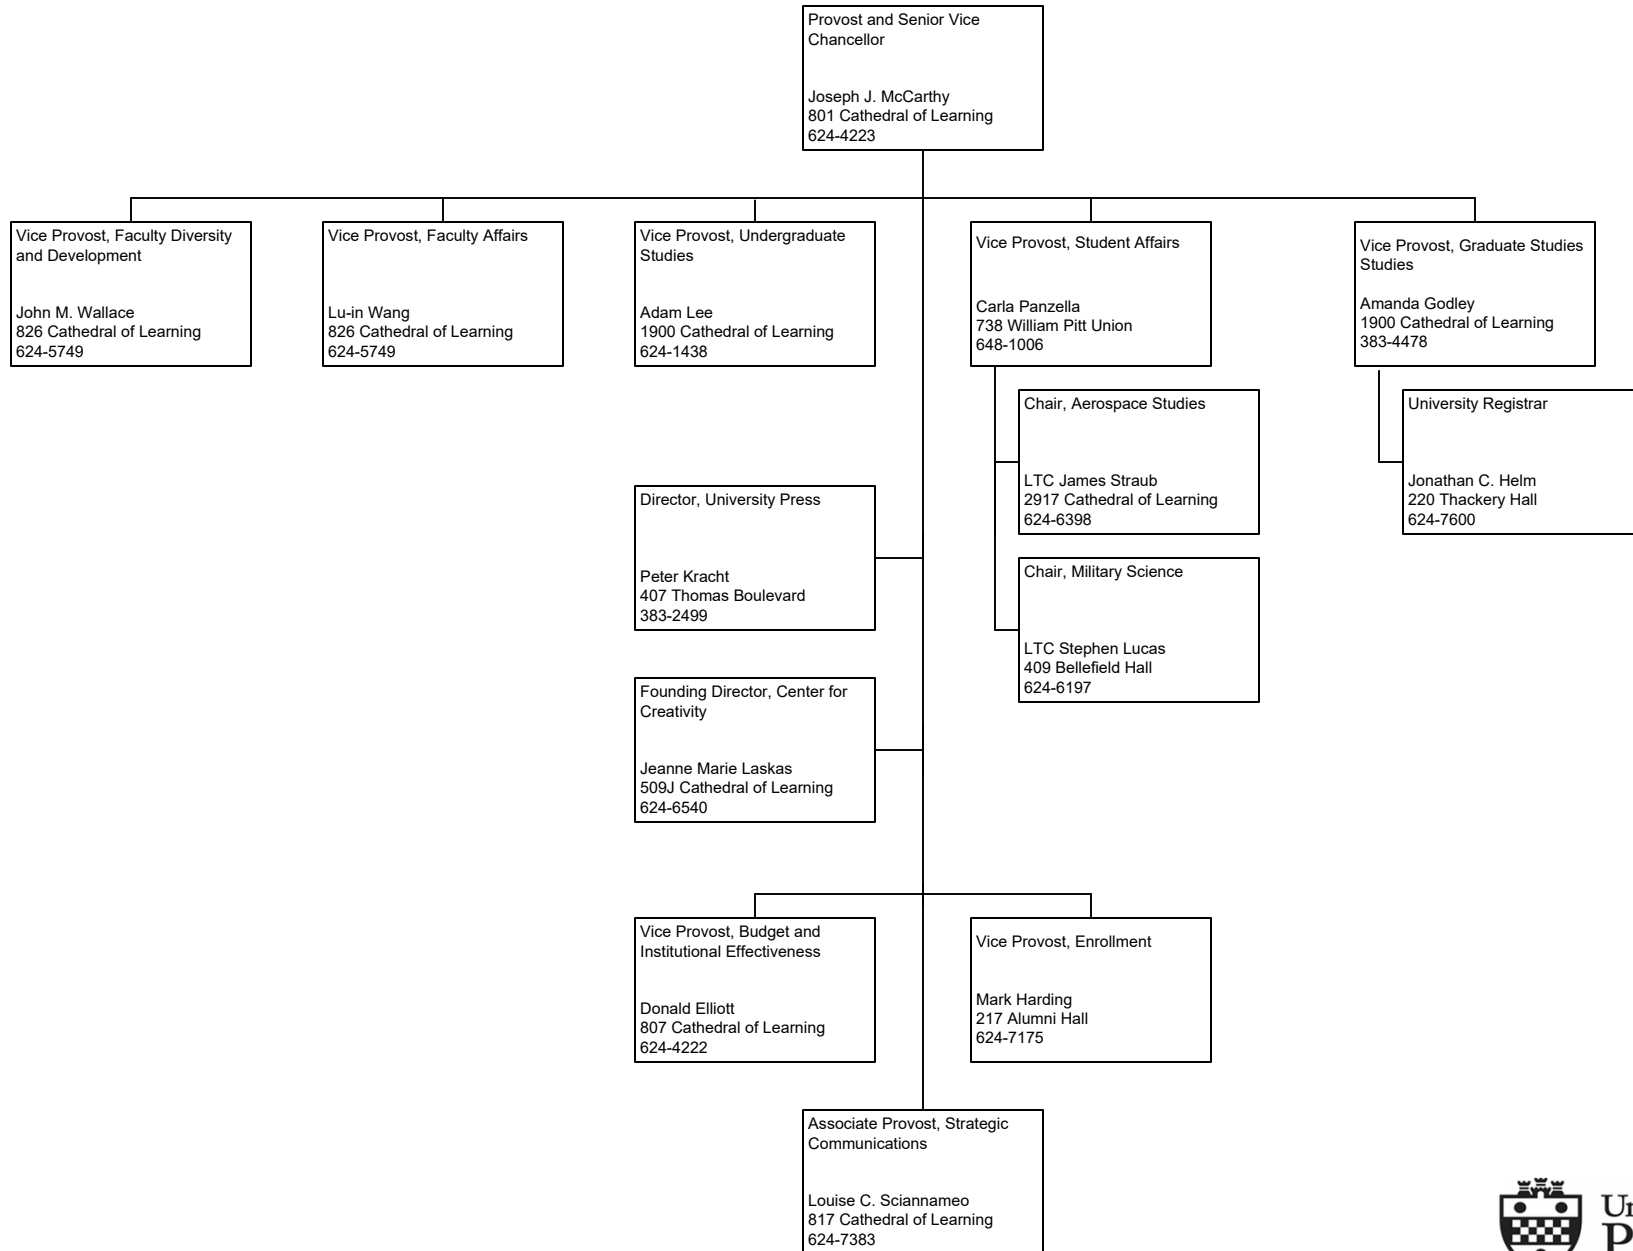 Provost and Senior Vice
Chancellor
Joseph J. McCarthy
801 Cathedral of Learning
624-4223
Vice Provost, Faculty Diversity
and Development
John M. Wallace
826 Cathedral of Learning
624-5749
Vice Provost, Faculty Affairs
Lu-in Wang
826 Cathedral of Learning
624-5749
Vice Provost, Undergraduate
Studies
Adam Lee
1900 Cathedral of Learning
624-1438
Vice Provost, Student Affairs
Carla Panzella
738 William Pitt Union
648-1006
Vice Provost, Graduate Studies
Studies
Amanda Godley
1900 Cathedral of Learning
383-4478
Chair, Aerospace Studies
LTC James Straub
2917 Cathedral of Learning
624-6398
University Registrar
Jonathan C. Helm
220 Thackery Hall
624-7600
Director, University Press
Peter Kracht
407 Thomas Boulevard
383-2499
Chair, Military Science
LTC Stephen Lucas
409 Bellefield Hall
624-6197
Founding Director, Center for
Creativity
Jeanne Marie Laskas
509J Cathedral of Learning
624-6540
Vice Provost, Budget and
Institutional Effectiveness
Donald Elliott
807 Cathedral of Learning
624-4222
Vice Provost, Enrollment
Mark Harding
217 Alumni Hall
624-7175
Associate Provost, Strategic
Communications
Louise C. Sciannameo
817 Cathedral of Learning
624-7383